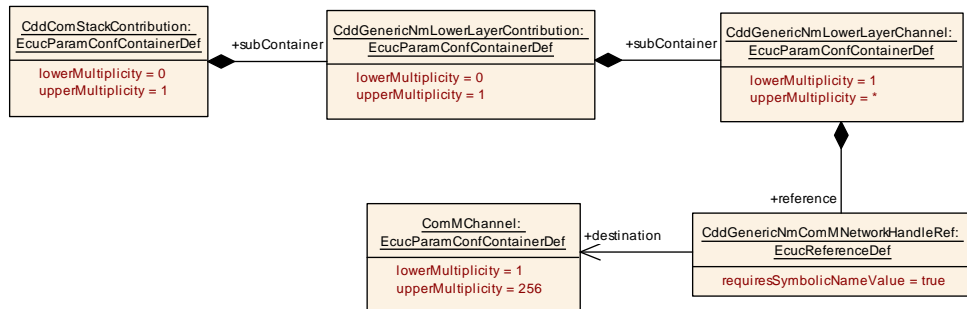 CddComStackContribution:
EcucParamConfContainerDef
lowerMultiplicity = 0
upperMultiplicity = 1
+subContainer
CddGenericNmLowerLayerContribution:
EcucParamConfContainerDef
lowerMultiplicity = 0
upperMultiplicity = 1
+subContainer
CddGenericNmLowerLayerChannel:
EcucParamConfContainerDef
lowerMultiplicity = 1
upperMultiplicity = *
+reference
ComMChannel:
EcucParamConfContainerDef
lowerMultiplicity = 1
upperMultiplicity = 256
+destination
CddGenericNmComMNetworkHandleRef:
EcucReferenceDef
requiresSymbolicNameValue = true